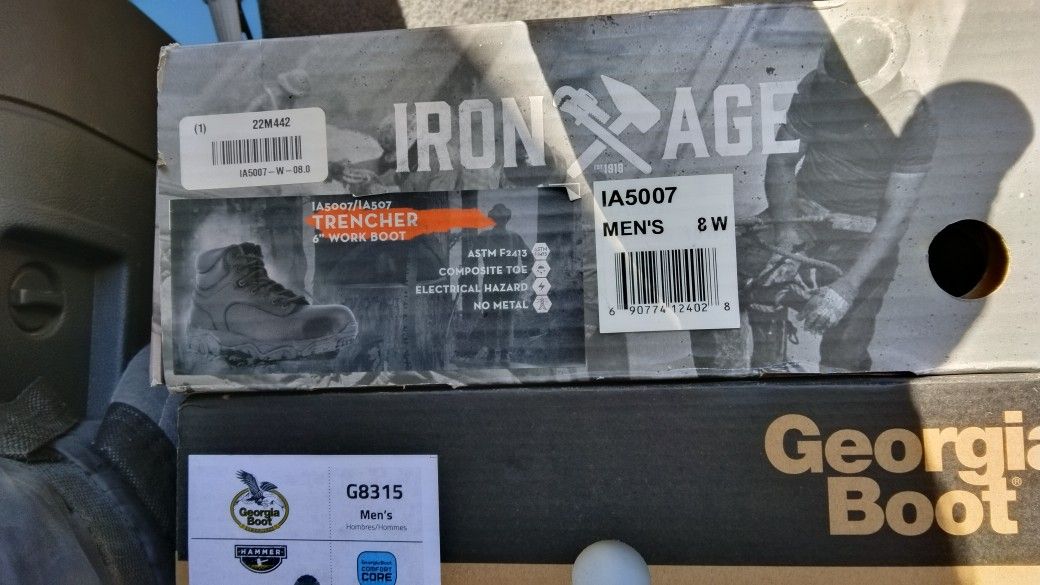 (1) 22M442
IA5007-W-08.0
IRON AGE
EST 1819
IA5007/IA507
TRENCHER
6" WORK BOOT
ASTM F2413
COMPOSITE TOE
ELECTRICAL HAZARD
NO METAL
IA5007
MEN'S 8 W
6 90774 12402 8
Georgia
Boot®
Georgia
Boot
G8315
Men's
Hombres/Hommes
HAMMER
GeorgiaBoot
COMFORT
CORE